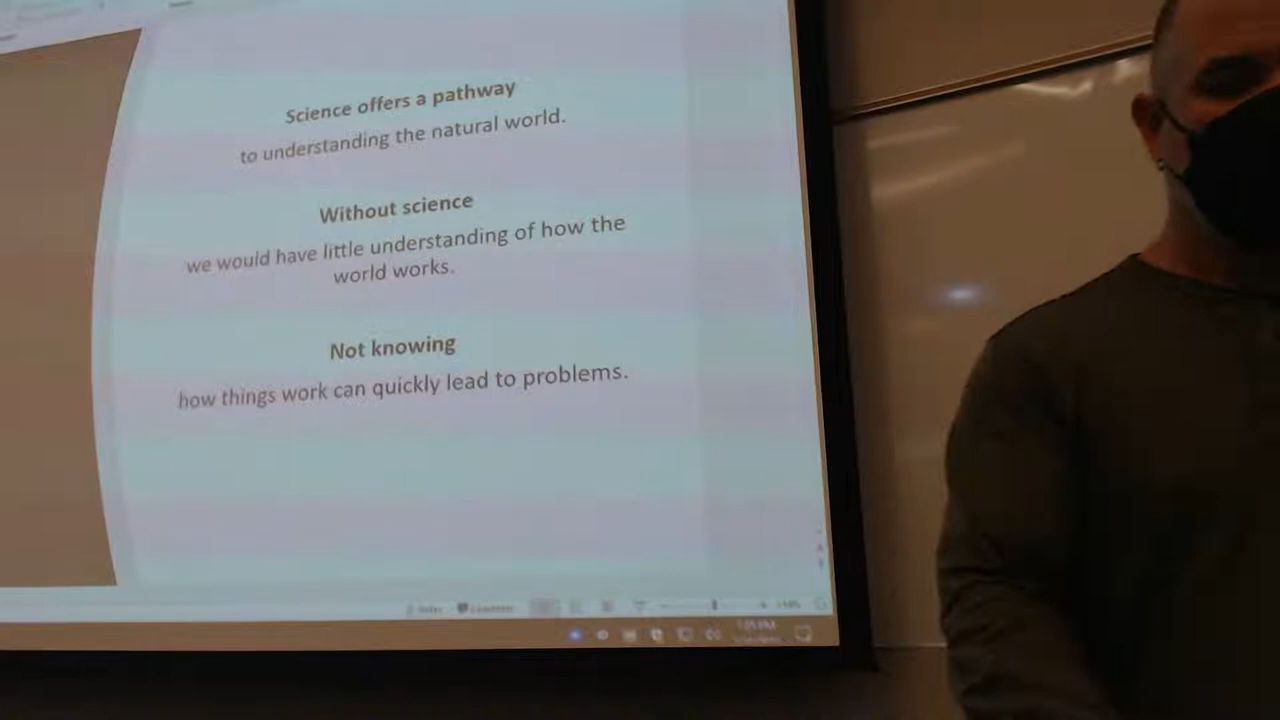 Science offers a pathway
to understanding the natural world.
Without science
we would have little understanding of how the
world works.
Not knowing
how things work can quickly lead to problems.